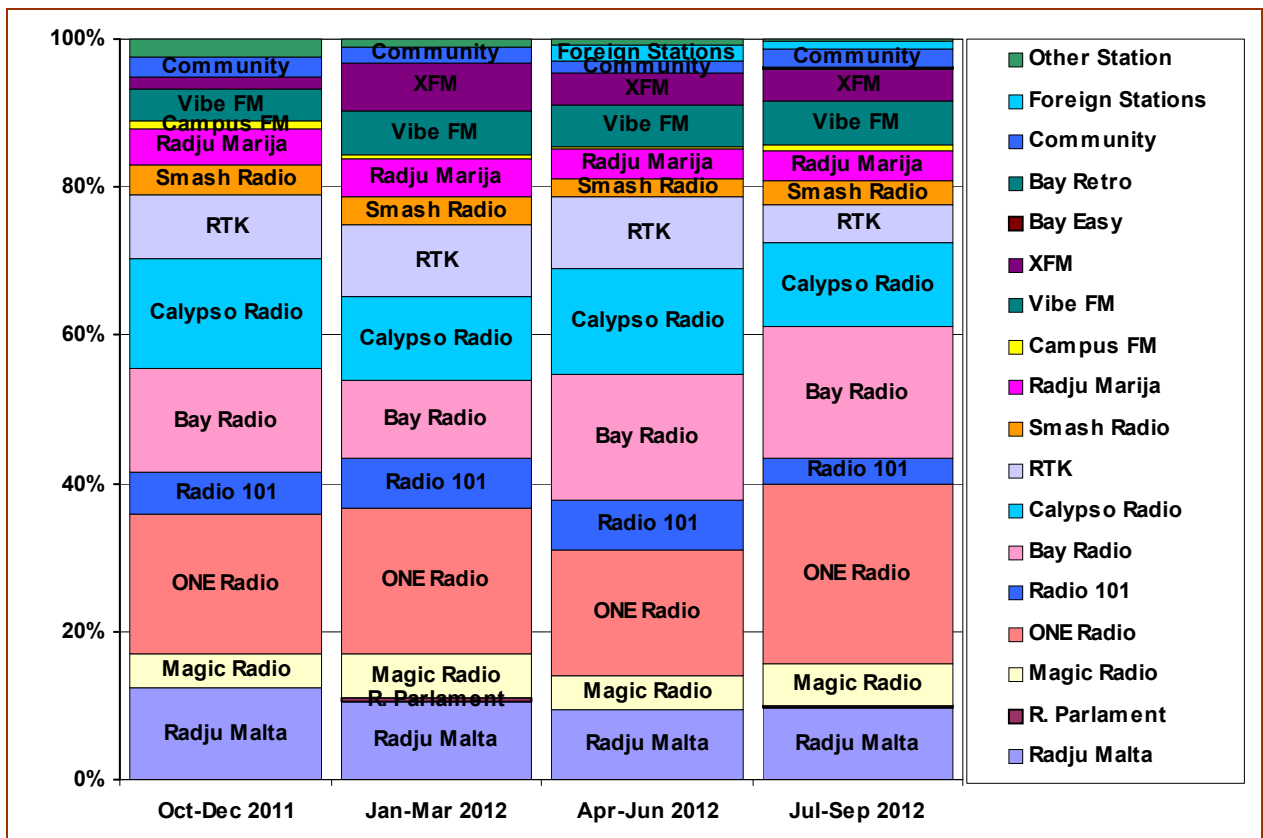 100%
80%
60%
40%
20%
0%
Community
Vibe FM
Campus FM
Radju Marija
Smash Radio
RTK
Calypso Radio
Bay Radio
Radio 101
ONE Radio
Magic Radio
Radju Malta
Oct-Dec 2011
Community
XFM
Vibe FM
Radju Marija
Smash Radio
RTK
Calypso Radio
Bay Radio
Radio 101
ONE Radio
Magic Radio
R. Parlament
Radju Malta
Jan-Mar 2012
Foreign Stations
Community
XFM
Vibe FM
Radju Marija
Smash Radio
RTK
Calypso Radio
Bay Radio
Radio 101
ONE Radio
Magic Radio
Radju Malta
Apr-Jun 2012
Community
XFM
Vibe FM
Radju Marija
Smash Radio
RTK
Calypso Radio
Bay Radio
Radio 101
ONE Radio
Magic Radio
Radju Malta
Jul-Sep 2012
Other Station
Foreign Stations
Community
Bay Retro
Bay Easy
XFM
Vibe FM
Campus FM
Radju Marija
Smash Radio
RTK
Calypso Radio
Bay Radio
Radio 101
ONE Radio
Magic Radio
R. Parlament
Radju Malta